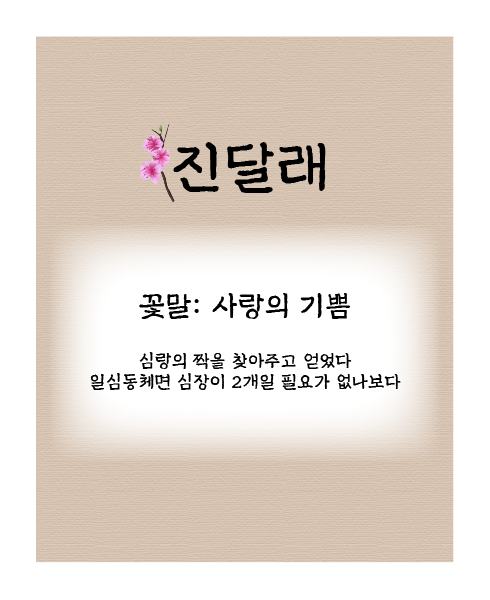 진달래
꽃말: 사랑의 기쁨
심랑의 짝을 찾아주고 얻었다
일심동체면 심장이 2개일 필요가 없나보다